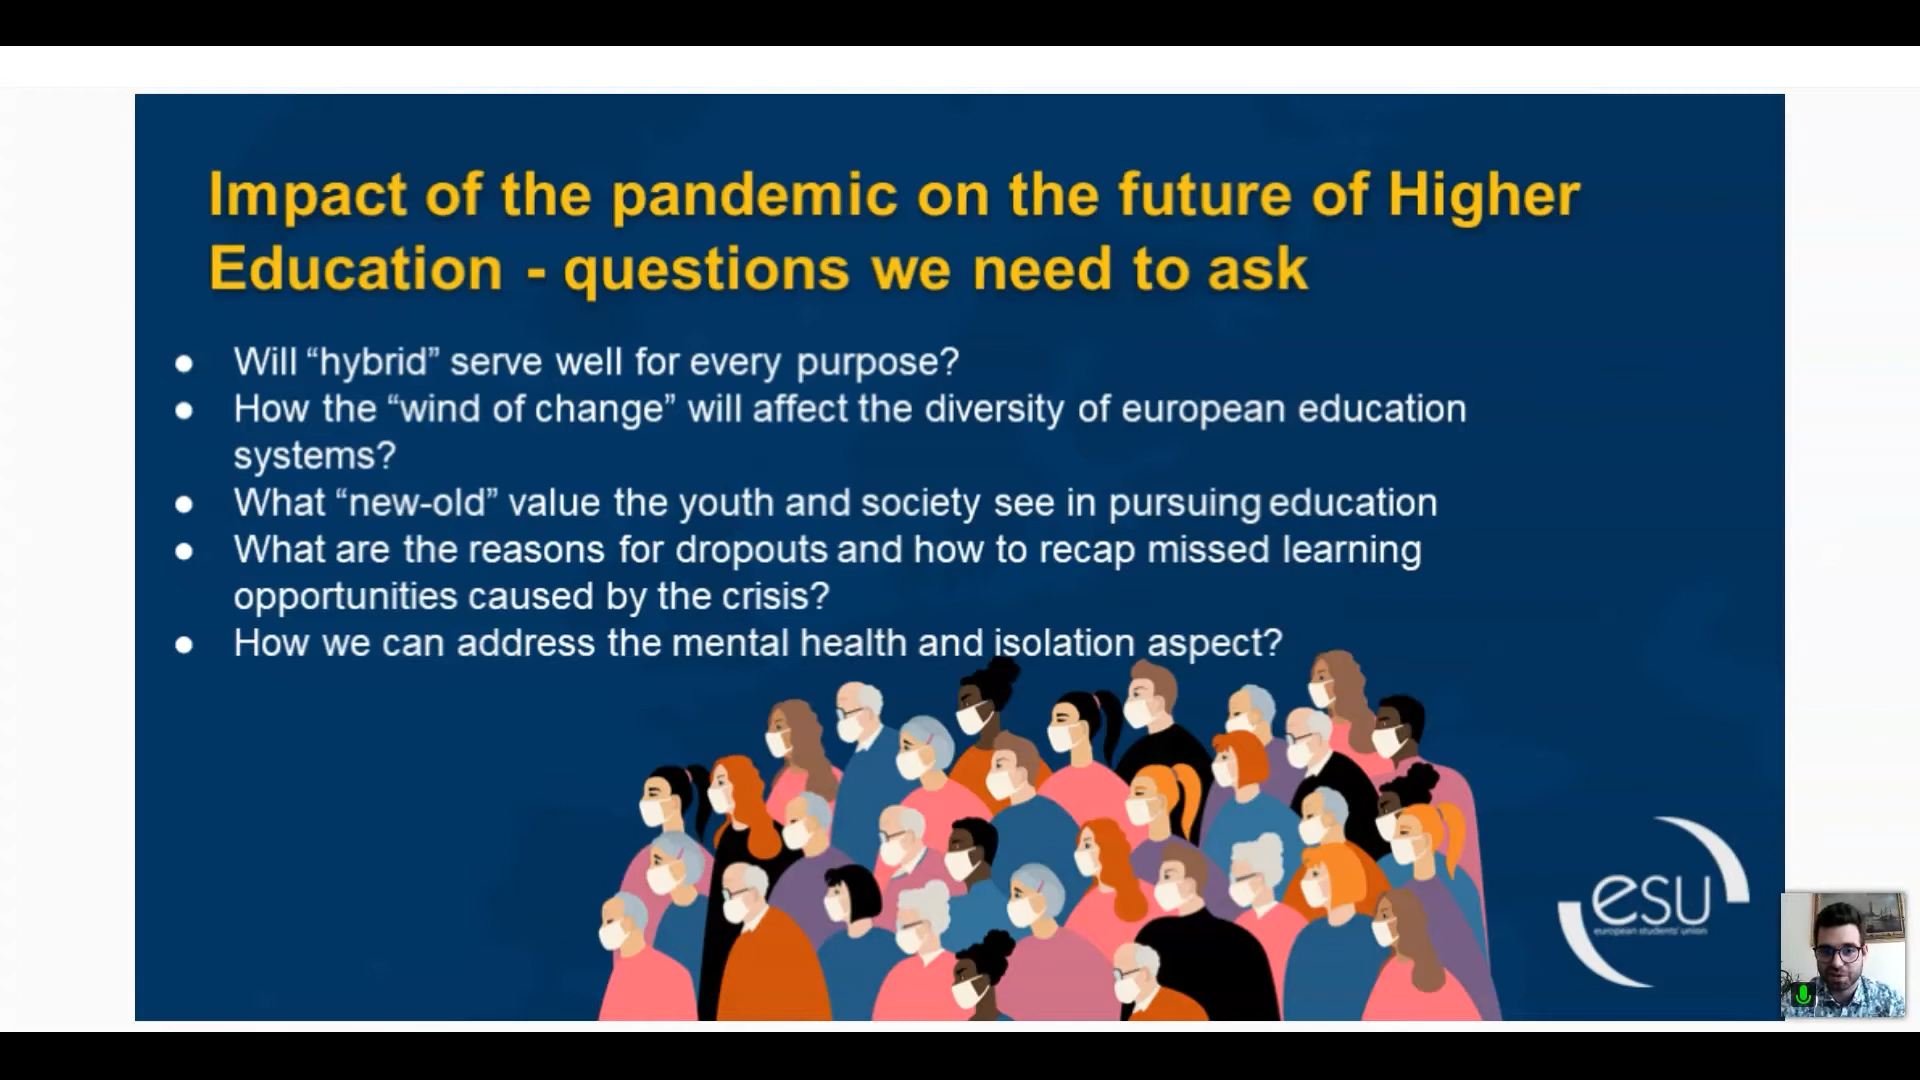 Impact of the pandemic on the future of Higher
Education - questions we need to ask
● Will “hybrid” serve well for every purpose?
● How the “wind of change” will affect the diversity of european education
systems?
● What “new-old” value the youth and society see in pursuing education
● What are the reasons for dropouts and how to recap missed learning
opportunities caused by the crisis?
● How we can address the mental health and isolation aspect?
esu
european students' union